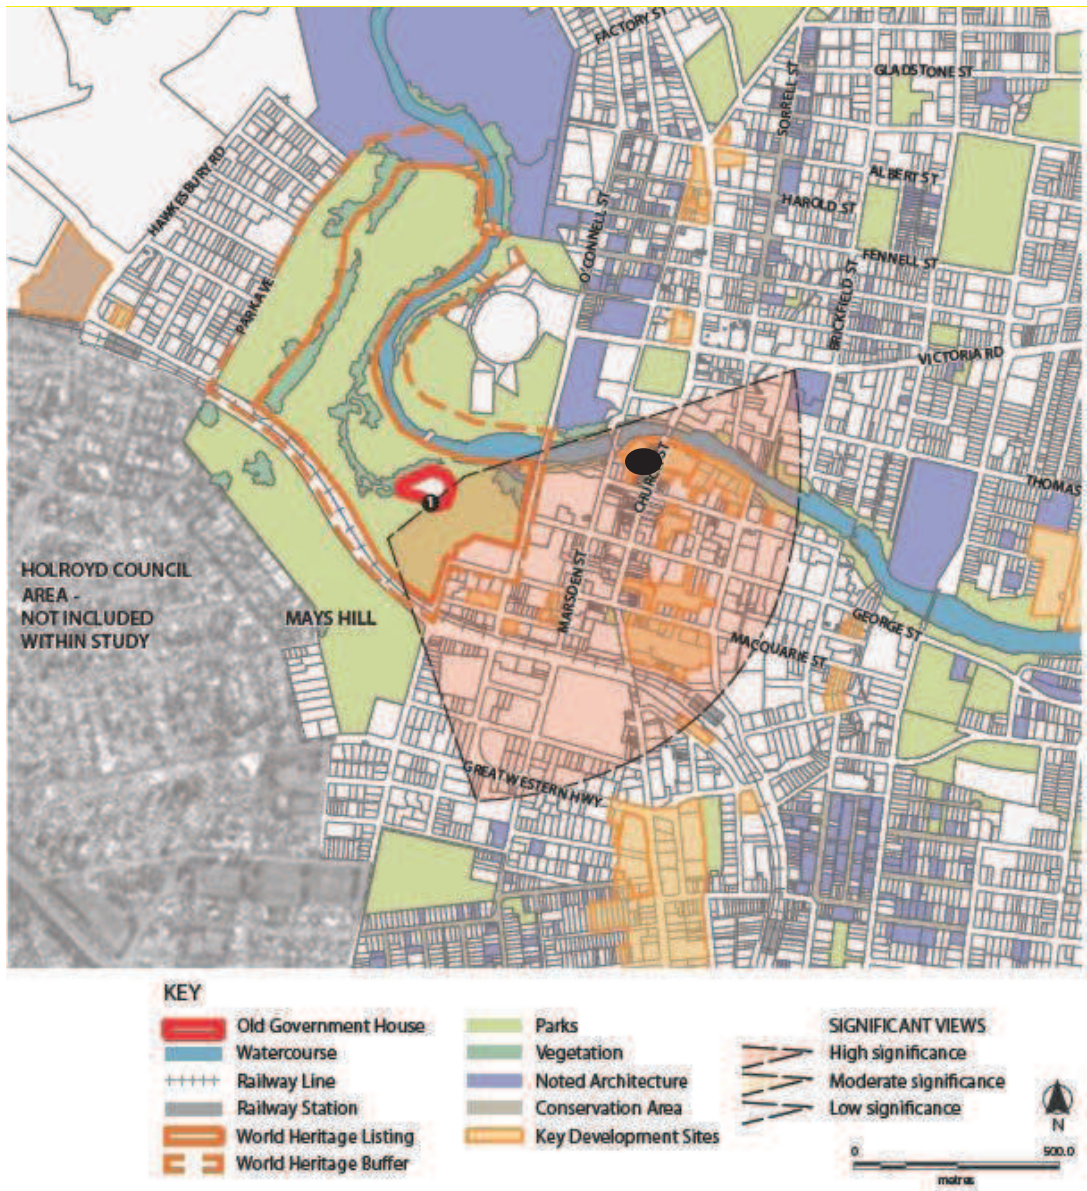 FACTORY ST
GLADSTONE ST
SORRELL ST
HAWKESBURY RD
ALBERT ST
HAROLD ST
O'CONNELL ST
FENNELL ST
PARK AVE
BRICKFIELD ST
VICTORIA RD
THOMAS
1
MARSDEN ST
HOLROYD COUNCIL
AREA -
NOT INCLUDED
WITHIN STUDY
MAYS HILL
GEORGE ST
MACQUARIE ST
GREAT WESTERN HWY
KEY
Old Government House
Watercourse
Railway Line
Railway Station
World Heritage Listing
World Heritage Buffer
Parks
Vegetation
Noted Architecture
Conservation Area
Key Development Sites
SIGNIFICANT VIEWS
High significance
Moderate significance
Low significance
N
0 500.0
metres